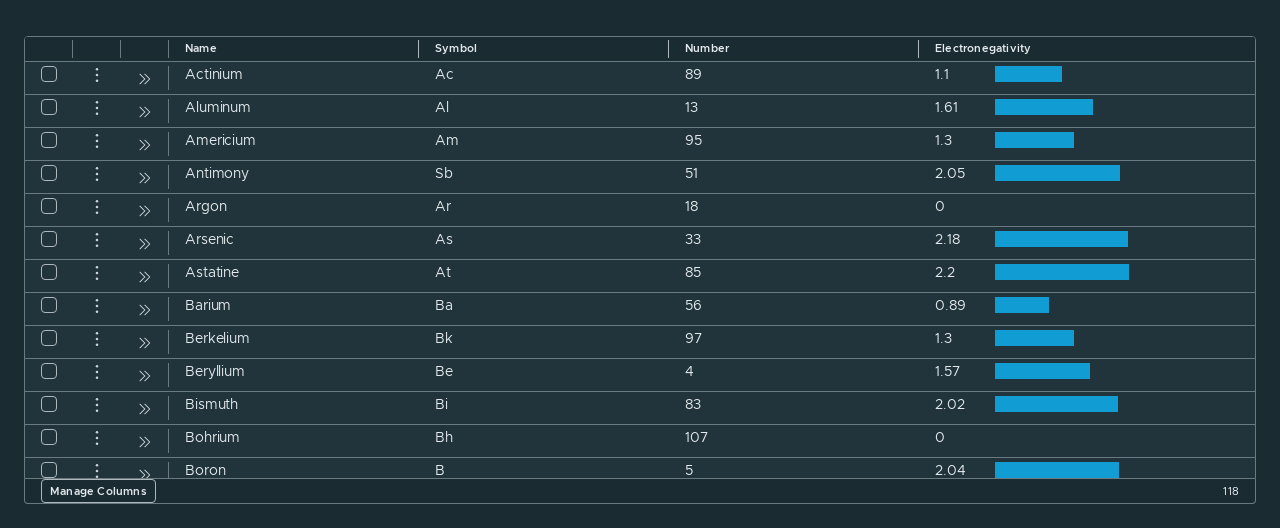 Name Symbol Number Electronegativity
Actinium Ac 89 1.1
Aluminum Al 13 1.61
Americium Am 95 1.3
Antimony Sb 51 2.05
Argon Ar 18 0
Arsenic As 33 2.18
Astatine At 85 2.2
Barium Ba 56 0.89
Berkelium Bk 97 1.3
Beryllium Be 4 1.57
Bismuth Bi 83 2.02
Bohrium Bh 107 0
Boron B 5 2.04
Manage Columns 118